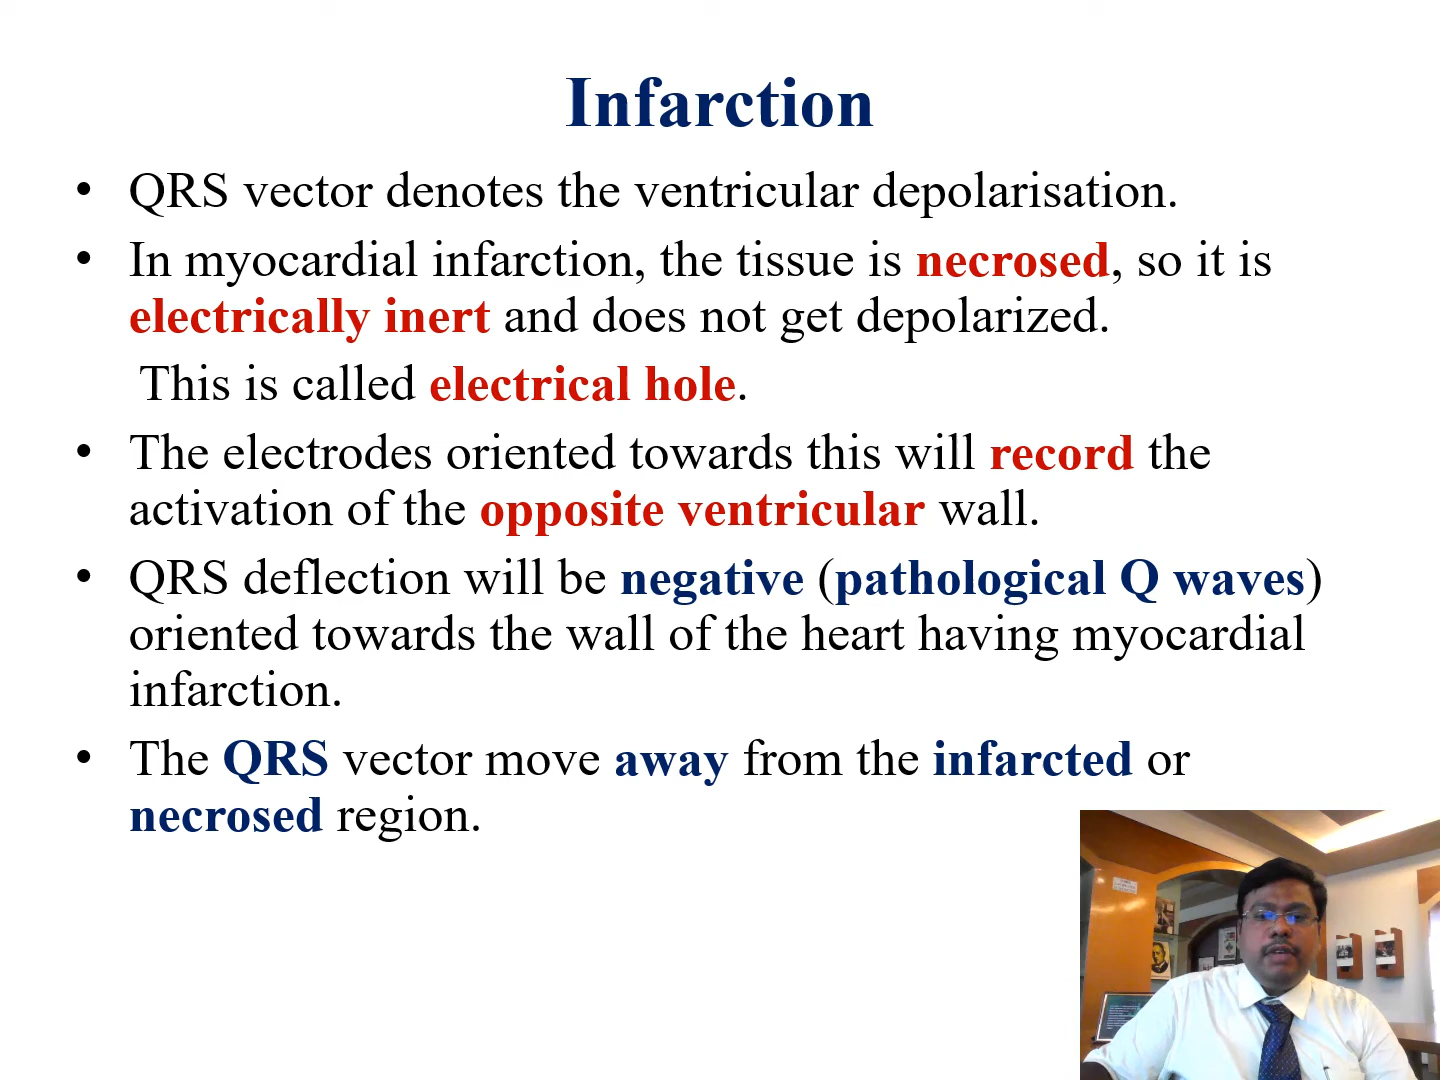 Infarction
• QRS vector denotes the ventricular depolarisation.
• In myocardial infarction, the tissue is necrosed, so it is
electrically inert and does not get depolarized.
This is called electrical hole.
• The electrodes oriented towards this will record the
activation of the opposite ventricular wall.
• QRS deflection will be negative (pathological Q waves)
oriented towards the wall of the heart having myocardial
infarction.
• The QRS vector move away from the infarcted or
necrosed region.